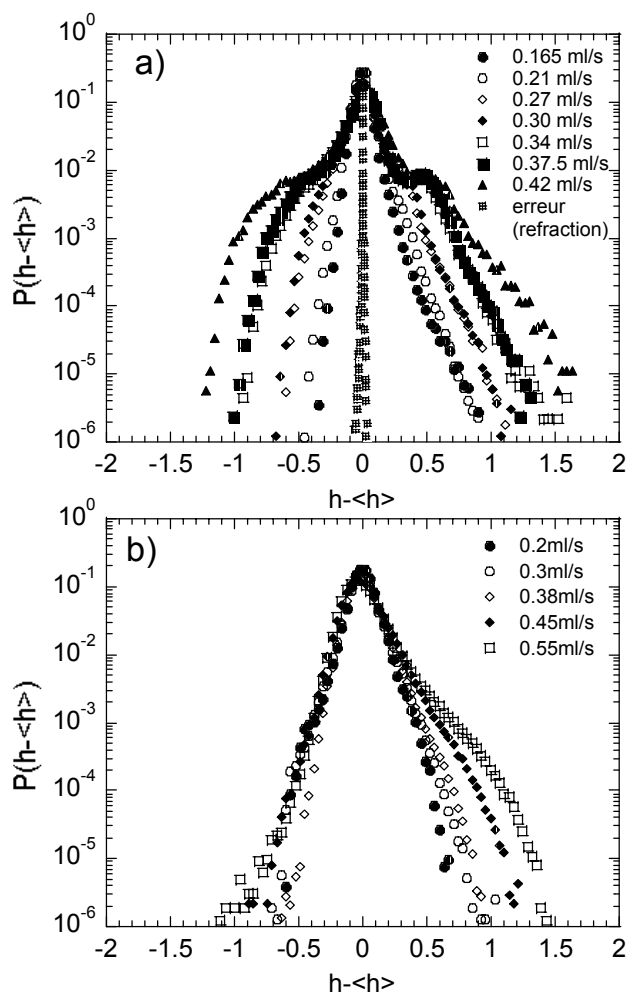 a)
P(h-<h>)
10^0
10^-1
10^-2
10^-3
10^-4
10^-5
10^-6
0.165 ml/s
0.21 ml/s
0.27 ml/s
0.30 ml/s
0.34 ml/s
0.37.5 ml/s
0.42 ml/s
erreur
(refraction)
-2 -1.5 -1 -0.5 0 0.5 1 1.5 2
h-<h>
b)
P(h-<h>)
10^0
10^-1
10^-2
10^-3
10^-4
10^-5
10^-6
0.2ml/s
0.3ml/s
0.38ml/s
0.45ml/s
0.55ml/s
-2 -1.5 -1 -0.5 0 0.5 1 1.5 2
h-<h>